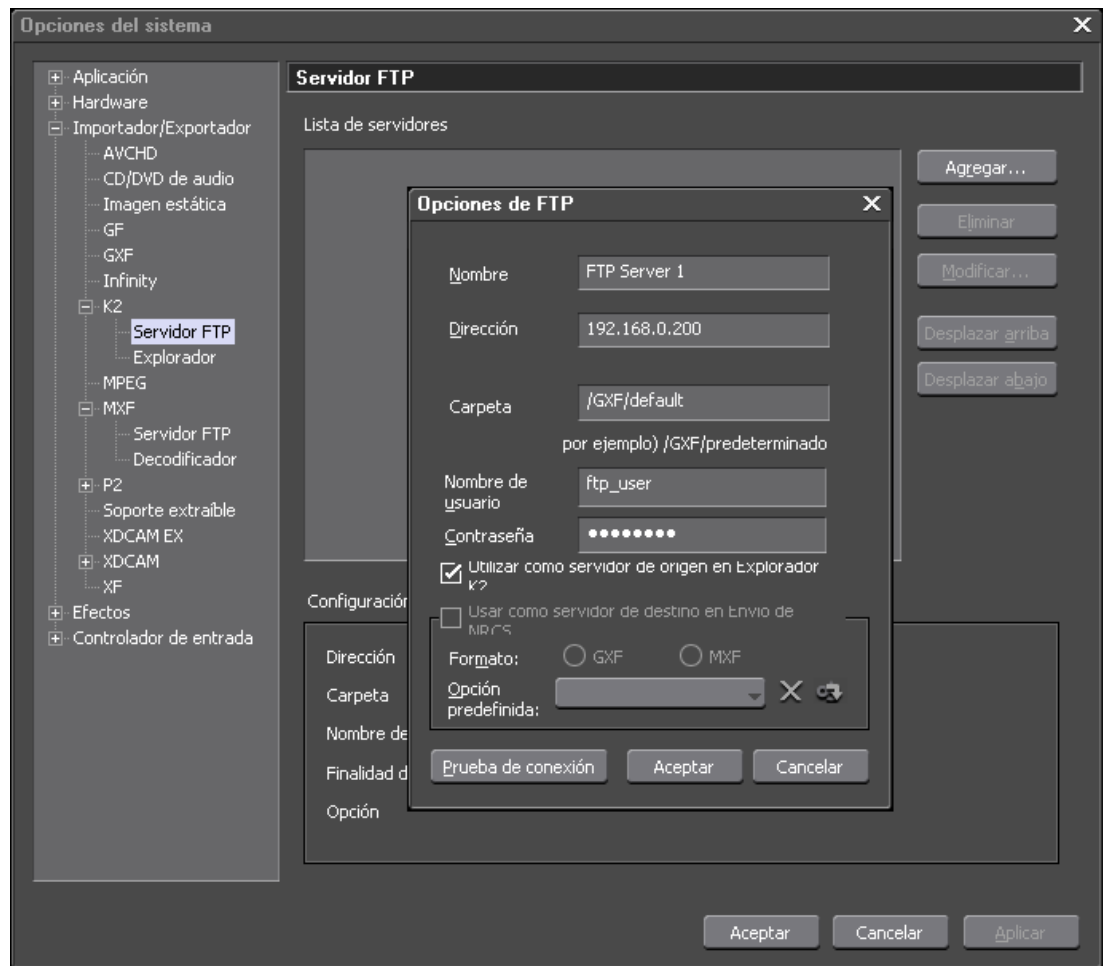 Opciones del sistema
Aplicación
Hardware
Importador/Exportador
AVCHD
CD/DVD de audio
Imagen estática
GF
GXF
Infinity
K2
Servidor FTP
Explorador
MPEG
MXF
Servidor FTP
Decodificador
P2
Soporte extraíble
XDCAM EX
XDCAM
XF
Efectos
Controlador de entrada
Servidor FTP
Lista de servidores
Agregar...
Eliminar
Modificar...
Desplazar arriba
Desplazar abajo
Configuración
Dirección
Carpeta
Nombre de
Finalidad d
Opción
Opciones de FTP
Nombre
FTP Server 1
Dirección
192.168.0.200
Carpeta
/GXF/default
por ejemplo) /GXF/predeterminado
Nombre de
usuario
ftp_user
Contraseña
••••••••
Utilizar como servidor de origen en Explorador
K2
Usar como servidor de destino en Envío de
NRCS
Formato:
GXF
MXF
Opción
predefinida:
Prueba de conexión
Aceptar
Cancelar
Aceptar
Cancelar
Aplicar